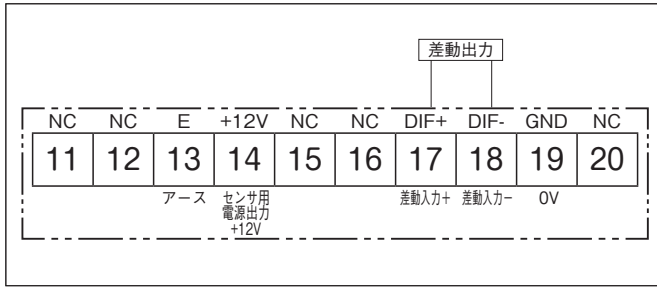 差動出力
NC NC E +12V NC NC DIF+ DIF- GND NC
11 12 13 14 15 16 17 18 19 20
アース センサ用 差動入力+ 差動入力− 0V
電源出力
+12V